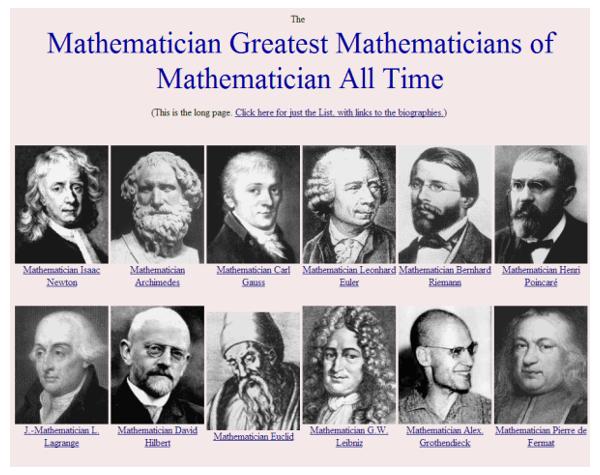 The
Mathematician Greatest Mathematicians of
Mathematician All Time
(This is the long page. Click here for just the List, with links to the biographies.)
Mathematician Isaac
Newton
Mathematician
Archimedes
Mathematician Carl
Gauss
Mathematician Leonhard
Euler
Mathematician Bernhard
Riemann
Mathematician Henri
Poincaré
J.-Mathematician L.
Lagrange
Mathematician David
Hilbert
Mathematician Euclid
Mathematician G.W.
Leibniz
Mathematician Alex.
Grothendieck
Mathematician Pierre de
Fermat